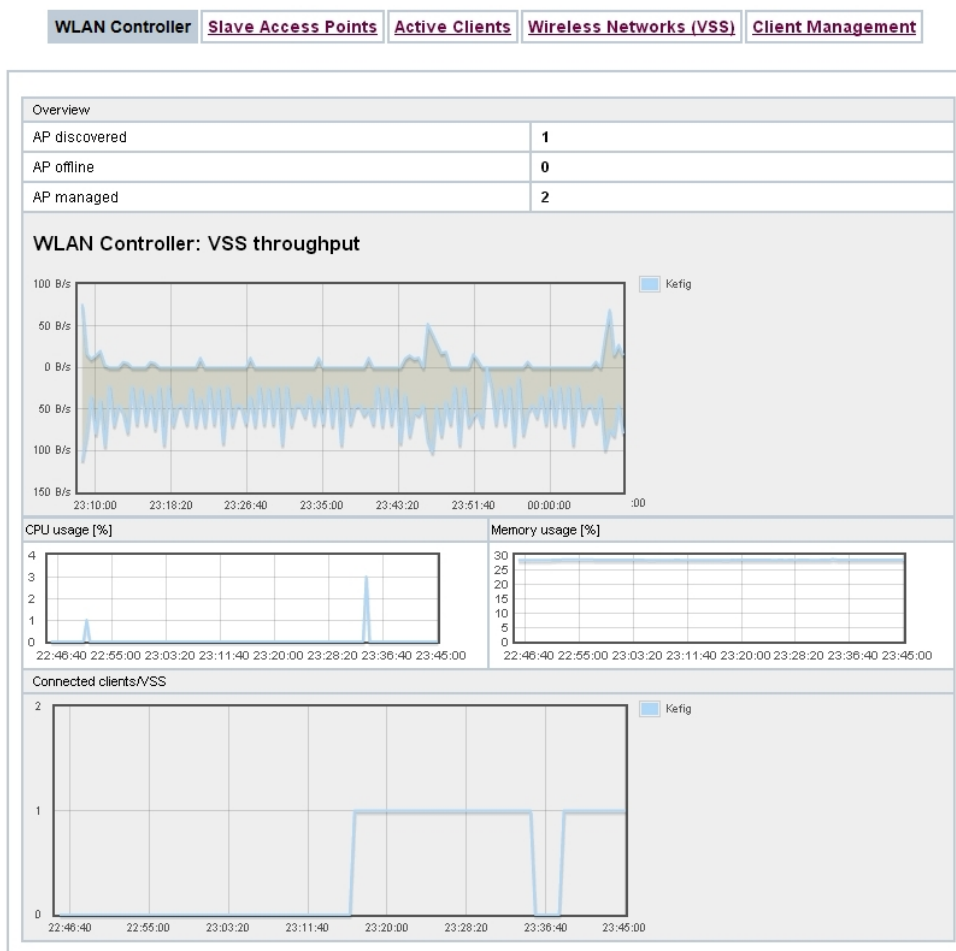 WLAN Controller Slave Access Points Active Clients Wireless Networks (VSS) Client Management
Overview
AP discovered 1
AP offline 0
AP managed 2
WLAN Controller: VSS throughput
100 B/s
50 B/s
0 B/s
50 B/s
100 B/s
150 B/s
23:10:00 23:18:20 23:26:40 23:35:00 23:43:20 23:51:40 00:00:00 :00
Kefig
CPU usage [%] Memory usage [%]
4
3
2
1
0
22:46:40 22:55:00 23:03:20 23:11:40 23:20:00 23:28:20 23:36:40 23:45:00
30
25
20
15
10
5
0
22:46:40 22:55:00 23:03:20 23:11:40 23:20:00 23:28:20 23:36:40 23:45:00
Connected clients/VSS
2
1
0
22:46:40 22:55:00 23:03:20 23:11:40 23:20:00 23:28:20 23:36:40 23:45:00
Kefig